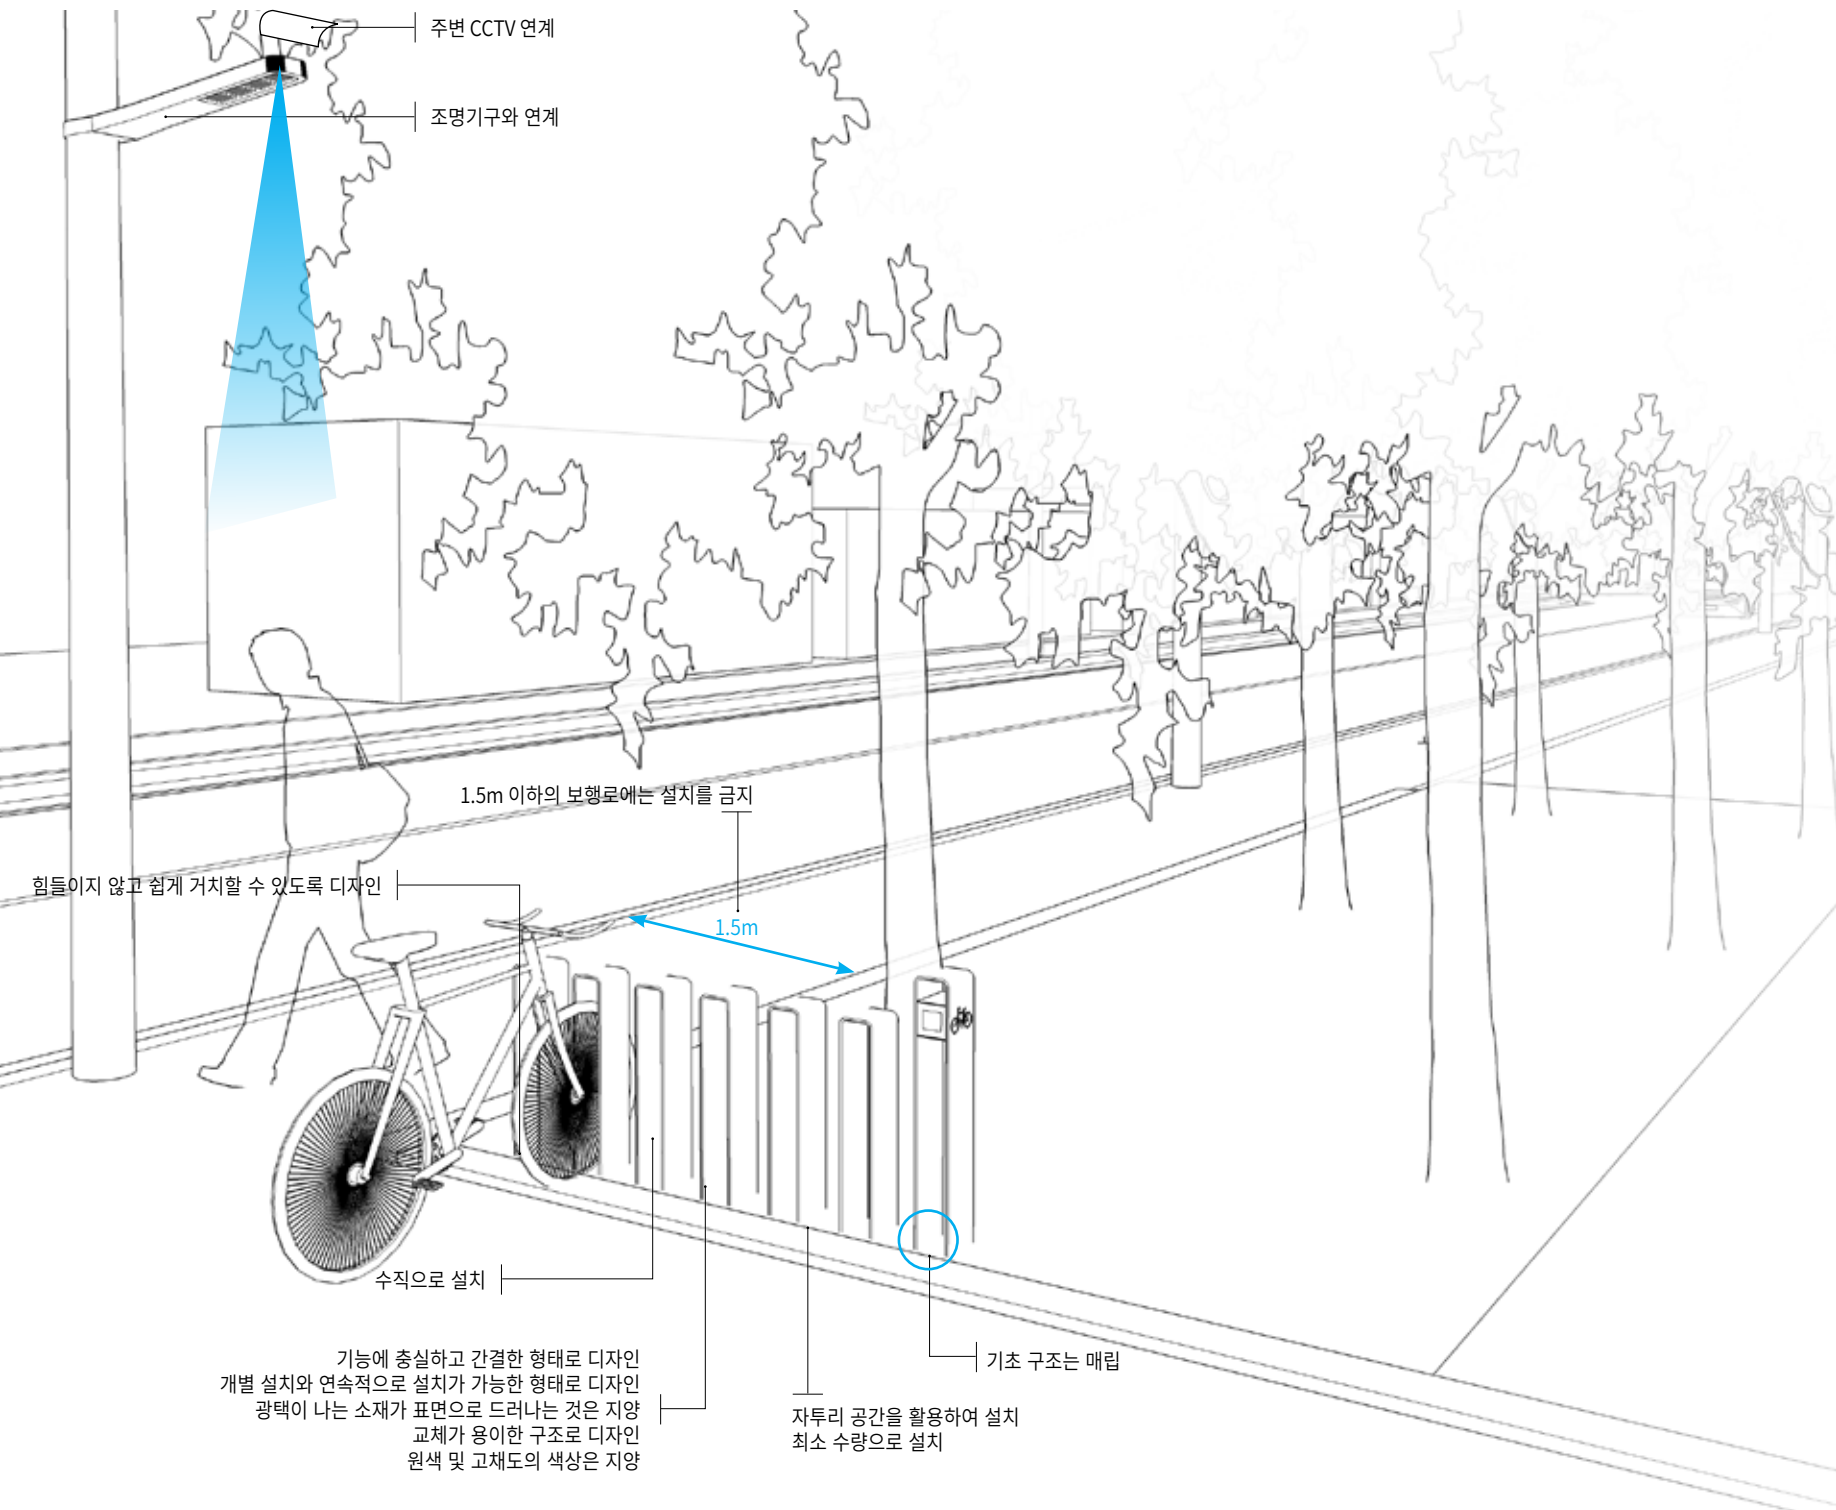 주변 CCTV 연계
조명기구와 연계
1.5m 이하의 보행로에는 설치를 금지
힘들이지 않고 쉽게 거치할 수 있도록 디자인
1.5m
수직으로 설치
기능에 충실하고 간결한 형태로 디자인
개별 설치와 연속적으로 설치가 가능한 형태로 디자인
광택이 나는 소재가 표면으로 드러나는 것은 지양
교체가 용이한 구조로 디자인
원색 및 고채도의 색상은 지양
기초 구조는 매립
자투리 공간을 활용하여 설치
최소 수량으로 설치